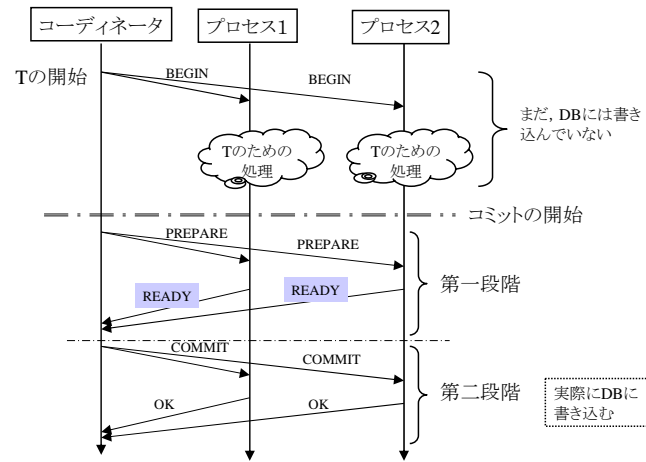 コーディネータ
プロセス1
プロセス2
Tの開始
BEGIN
BEGIN
まだ, DBには書き
込んでいない
Tのための
処理
Tのための
処理
コミットの開始
PREPARE
PREPARE
READY
READY
第一段階
COMMIT
COMMIT
OK
OK
第二段階
実際にDBに
書き込む